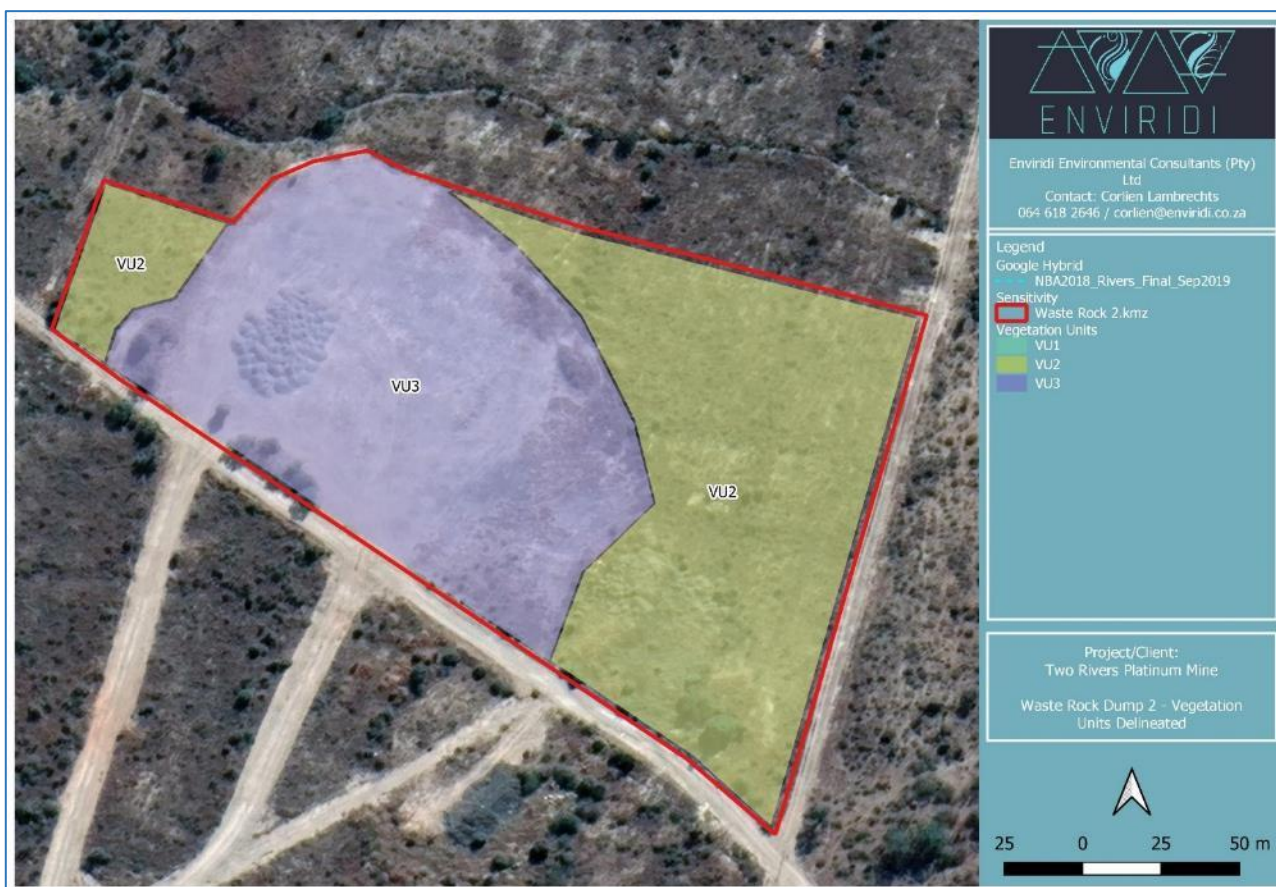 VU2
VU3
VU2
ENVIRIDI
Enviridi Environmental Consultants (Pty)
Ltd
Contact: Corlien Lambrechts
064 618 2646 / corlien@enviridi.co.za
Legend
Google Hybrid
NBA2018_Rivers_Final_Sep2019
Sensitivity
Waste Rock 2.kmz
Vegetation Units
VU1
VU2
VU3
Project/Client:
Two Rivers Platinum Mine
Waste Rock Dump 2 - Vegetation
Units Delineated
25 0 25 50 m